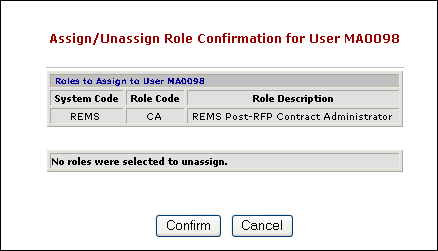 Assign/Unassign Role Confirmation for User MA0098
Roles to Assign to User MA0098
System Code Role Code Role Description
REMS CA REMS Post-RFP Contract Administrator
No roles were selected to unassign.
Confirm Cancel